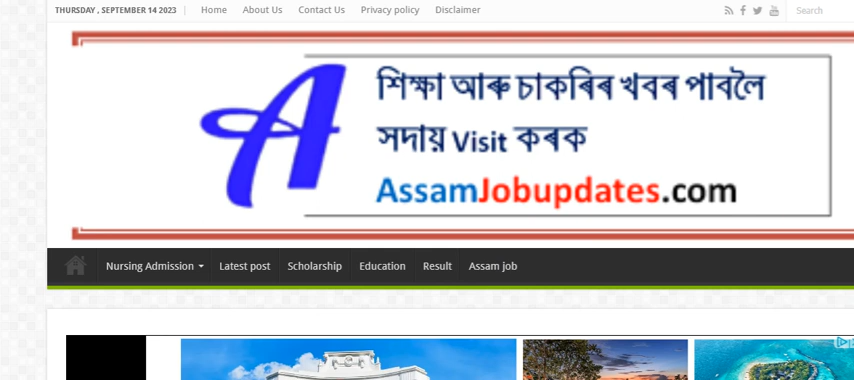 THURSDAY , SEPTEMBER 14 2023 Home About Us Contact Us Privacy policy Disclaimer Search
A
শিক্ষা আৰু চাকৰিৰ খবৰ পাবলৈ
সদায় Visit কৰক
AssamJobupdates.com
Nursing Admission Latest post Scholarship Education Result Assam job